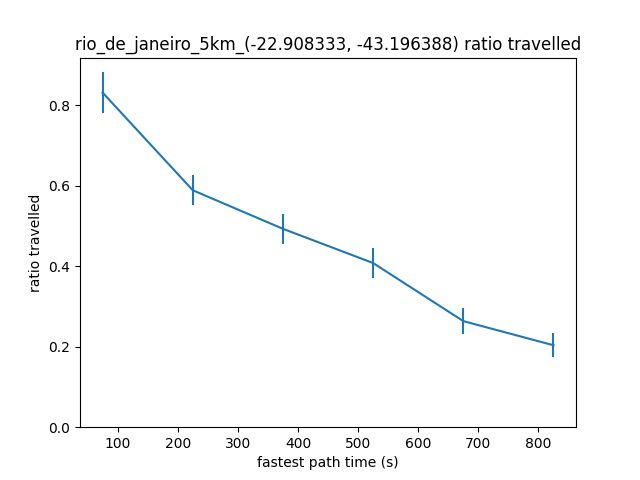 rio_de_janeiro_5km_(-22.908333, -43.196388) ratio travelled
ratio travelled
0.8
0.6
0.4
0.2
0.0
100 200 300 400 500 600 700 800
fastest path time (s)